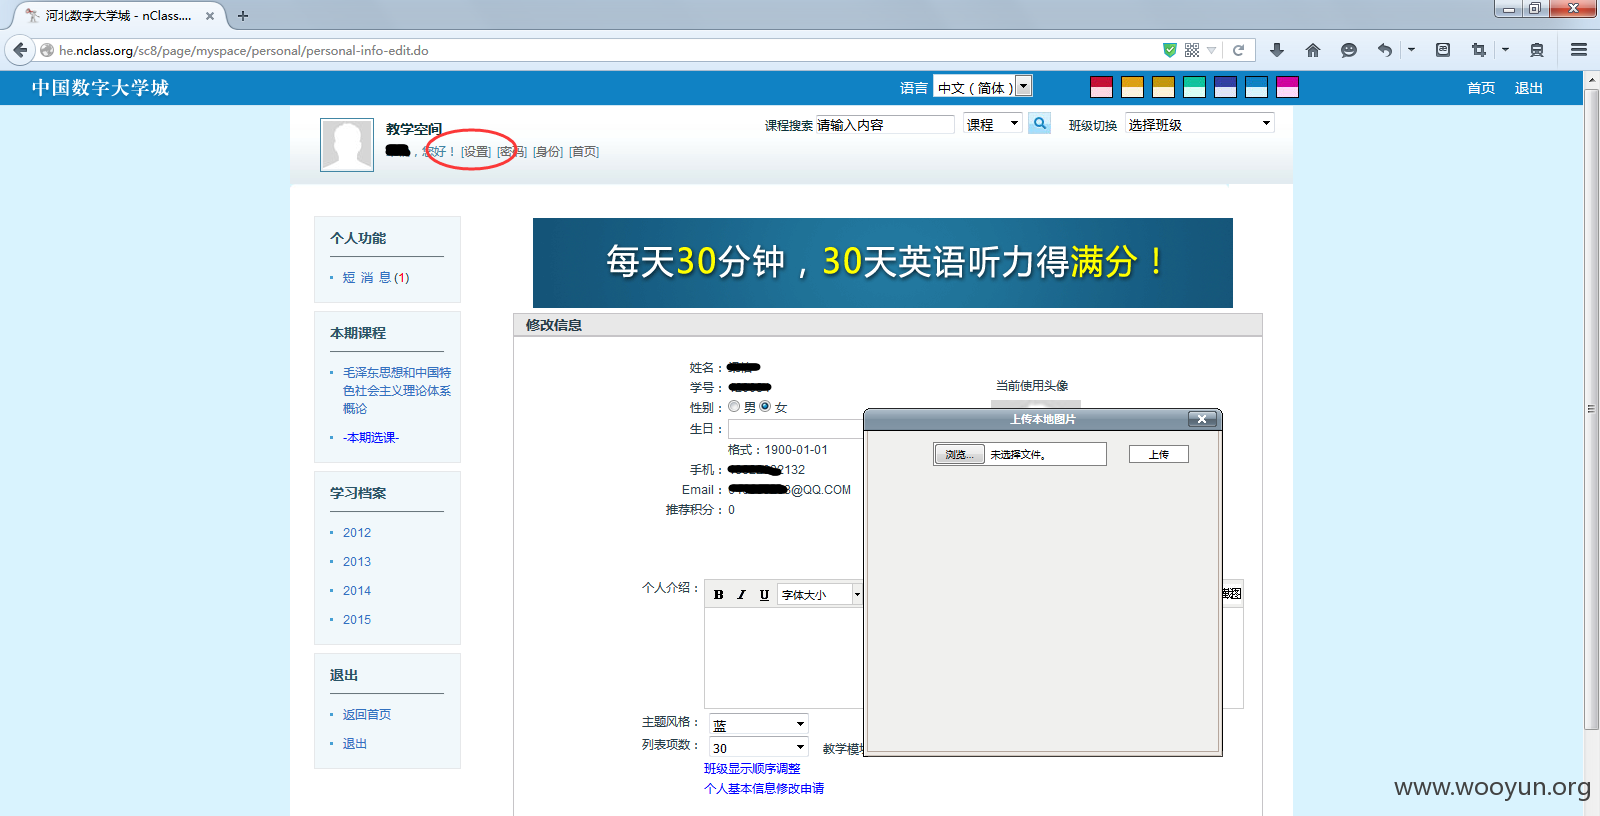 河北数字大学城 - nClass....
he.nclass.org/sc8/page/myspace/personal/personal-info-edit.do
中国数字大学城
语言 中文 ( 简体 )
首页 退出
教学空间
，您好！ [设置] [密码] [身份] [首页]
课程搜索 请输入内容 课程 班级切换 选择班级
个人功能
短 消 息 (1)
本期课程
毛泽东思想和中国特
色社会主义理论体系
概论
-本期选课-
学习档案
2012
2013
2014
2015
退出
返回首页
退出
每天30分钟，30天英语听力得满分！
修改信息
姓名：
学号：
性别： 男 女
生日：
格式：1900-01-01
手机： 2132
Email： @QQ.COM
推荐积分：0
当前使用头像
上传本地图片
浏览... 未选择文件。 上传
个人介绍：
B I U 字体大小
截图
主题风格： 蓝
列表项数： 30 教学模
班级显示顺序调整
个人基本信息修改申请
www.wooyun.org